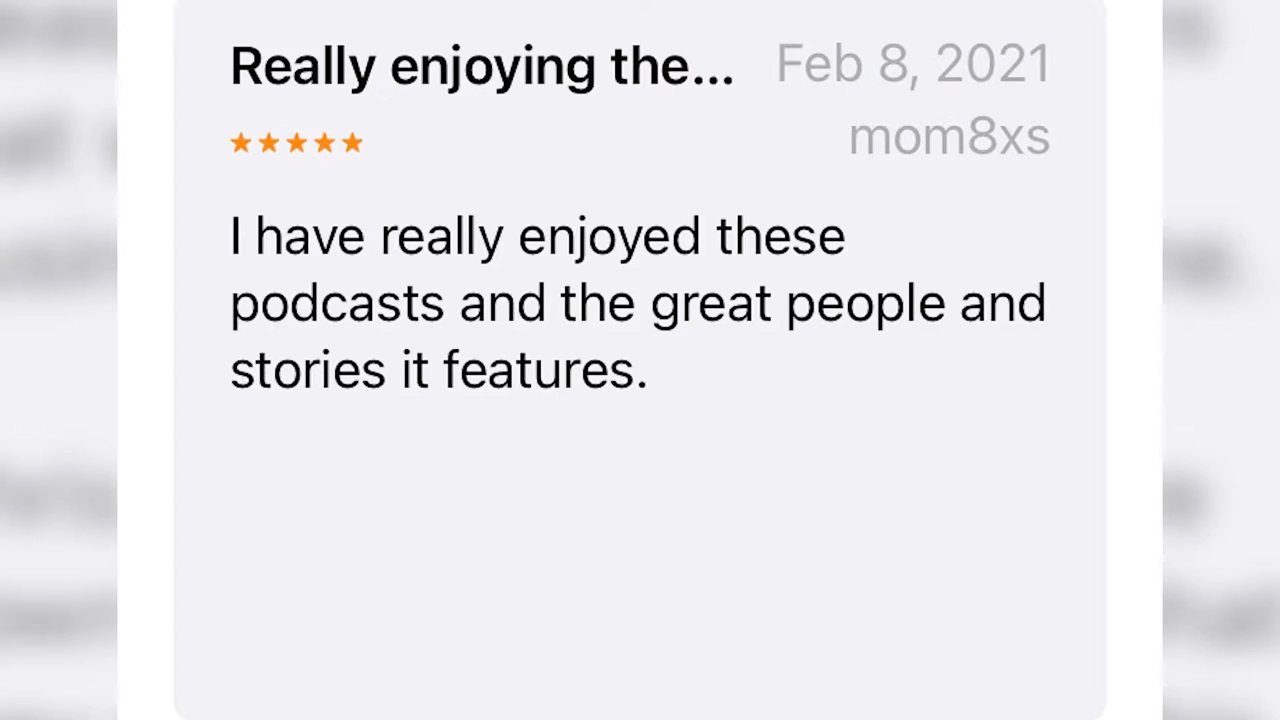 Really enjoying the... Feb 8, 2021
mom8xs
I have really enjoyed these
podcasts and the great people and
stories it features.